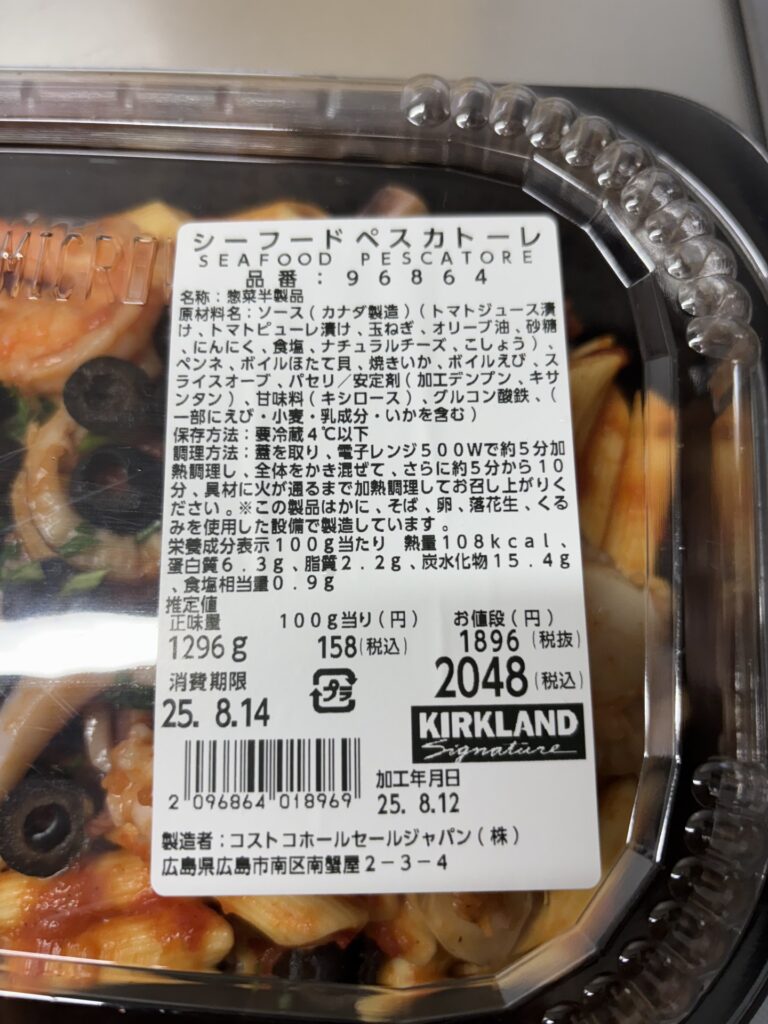 MICRO
シーフードペスカトーレ
SEAFOOD PESCATORE
品番:96864
名称:惣菜半製品
原材料名:ソース(カナダ製造)(トマトジュース漬
け、トマトピューレ漬け、玉ねぎ、オリーブ油、砂糖
、にんにく、食塩、ナチュラルチーズ、こしょう)、
ペンネ、ボイルほたて貝、焼きいか、ボイルえび、ス
ライスオーブ、パセリ/安定剤(加工デンプン、キサ
ンタン)、甘味料(キシロース)、グルコン酸鉄、(
一部にえび・小麦・乳成分・いかを含む)
保存方法:要冷蔵4℃以下
調理方法:蓋を取り、電子レンジ500Wで約5分加
熱調理し、全体をかき混ぜて、さらに約5分から10
分、具材に火が通るまで加熱調理してお召し上がりく
ださい。※この製品はかに、そば、卵、落花生、くる
みを使用した設備で製造しています。
栄養成分表示100g当たり 熱量108kcal、
蛋白質6.3g、脂質2.2g、炭水化物15.4g
、食塩相当量0.9g
推定値
正味量 100g当り(円) お値段(円)
1296g 158(税込) 1896(税抜)
2048(税込)
消費期限 プラ
25. 8.14
KIRKLAND
Signature
2 096864 018969
加工年月日
25. 8.12
製造者:コストコホールセールジャパン(株)
広島県広島市南区南蟹屋2-3-4